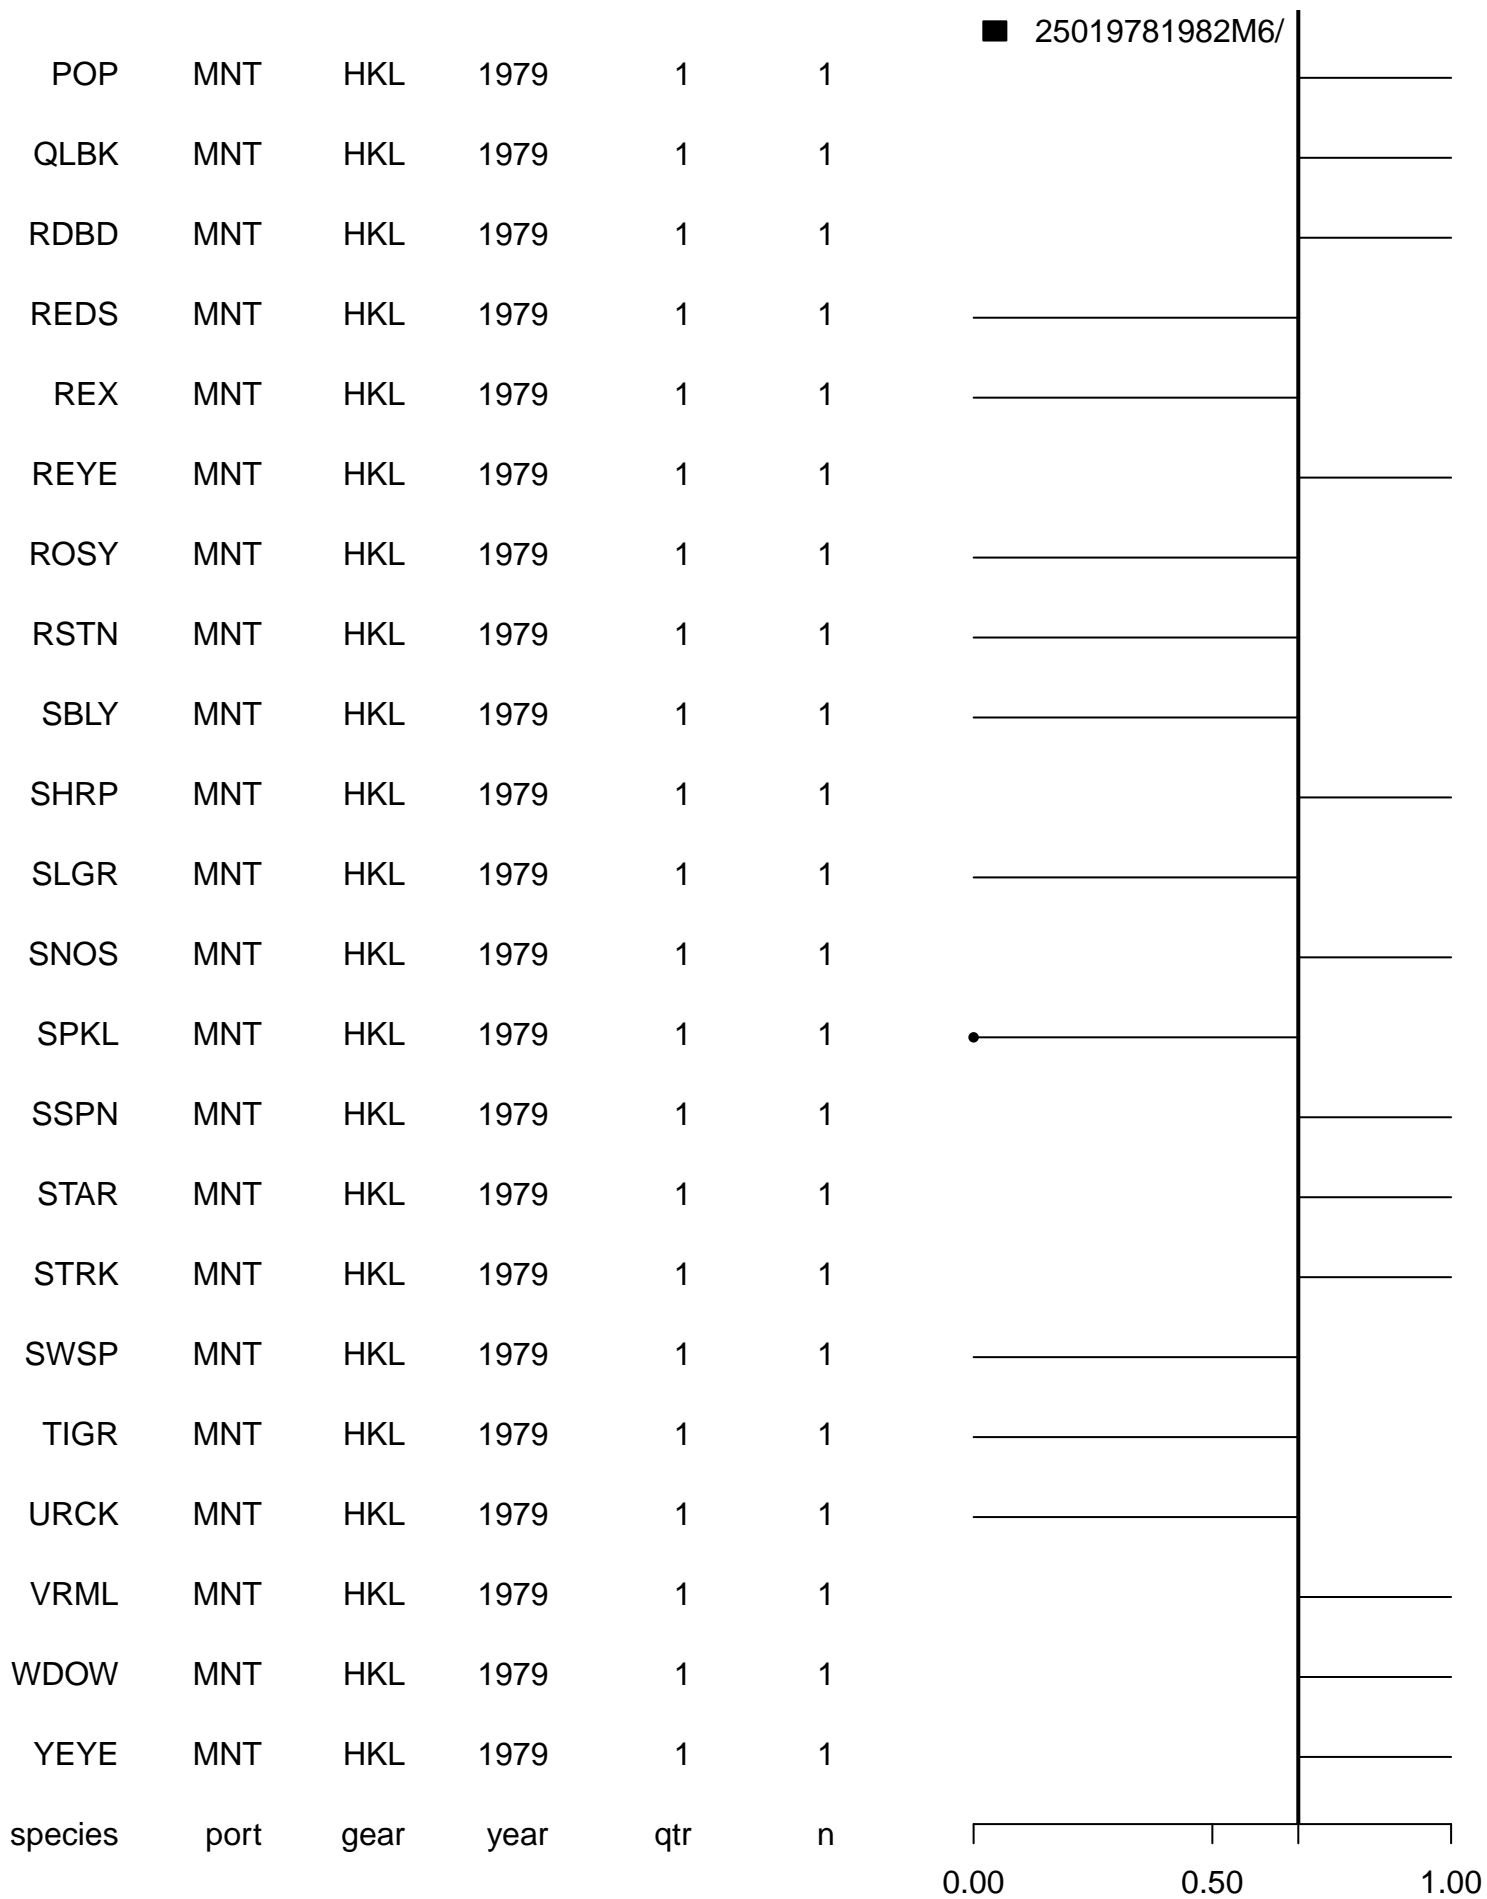 25019781982M6/
POP MNT HKL 1979 1 1
QLBK MNT HKL 1979 1 1
RDBD MNT HKL 1979 1 1
REDS MNT HKL 1979 1 1
REX MNT HKL 1979 1 1
REYE MNT HKL 1979 1 1
ROSY MNT HKL 1979 1 1
RSTN MNT HKL 1979 1 1
SBLY MNT HKL 1979 1 1
SHRP MNT HKL 1979 1 1
SLGR MNT HKL 1979 1 1
SNOS MNT HKL 1979 1 1
SPKL MNT HKL 1979 1 1
SSPN MNT HKL 1979 1 1
STAR MNT HKL 1979 1 1
STRK MNT HKL 1979 1 1
SWSP MNT HKL 1979 1 1
TIGR MNT HKL 1979 1 1
URCK MNT HKL 1979 1 1
VRML MNT HKL 1979 1 1
WDOW MNT HKL 1979 1 1
YEYE MNT HKL 1979 1 1
species port gear year qtr n
0.00 0.50 1.00